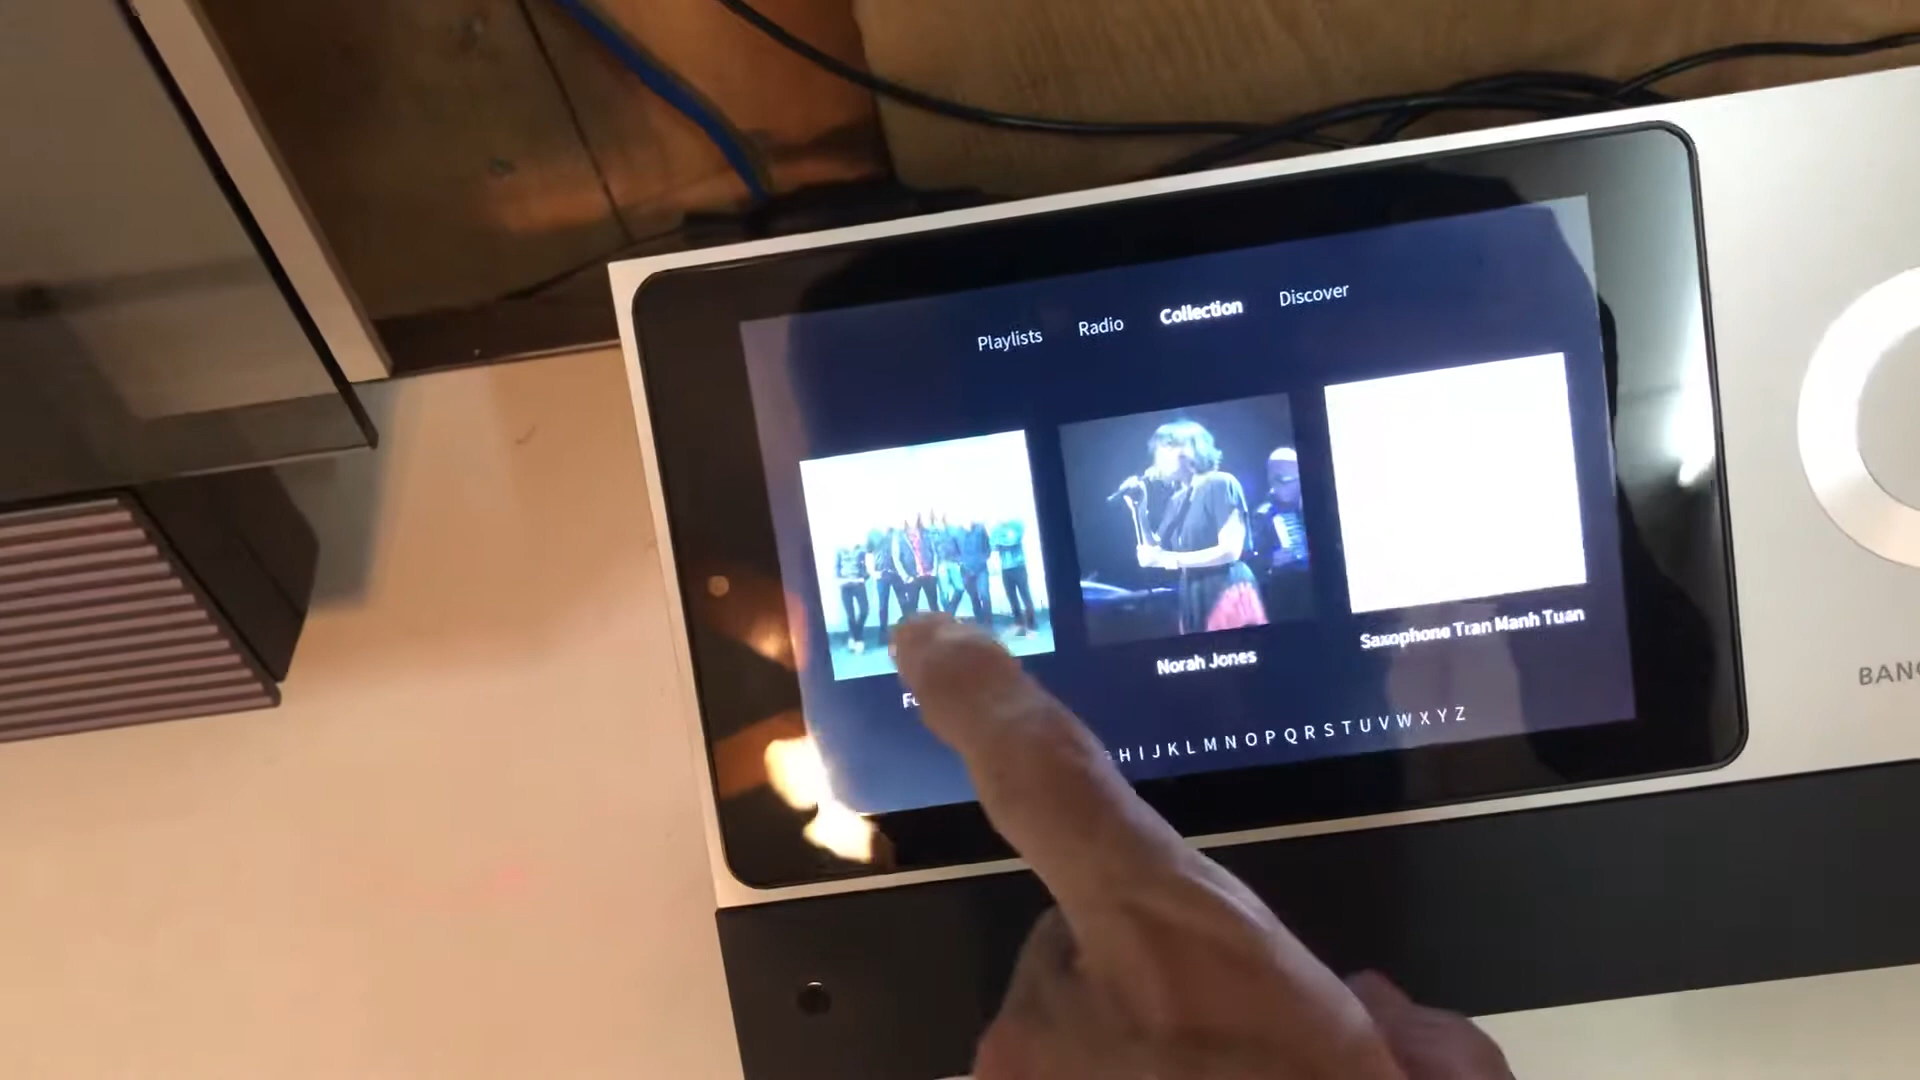 Playlists Radio Collection Discover
Norah Jones
Saxophone Tran Manh Tuan
H I J K L M N O P Q R S T U V W X Y Z